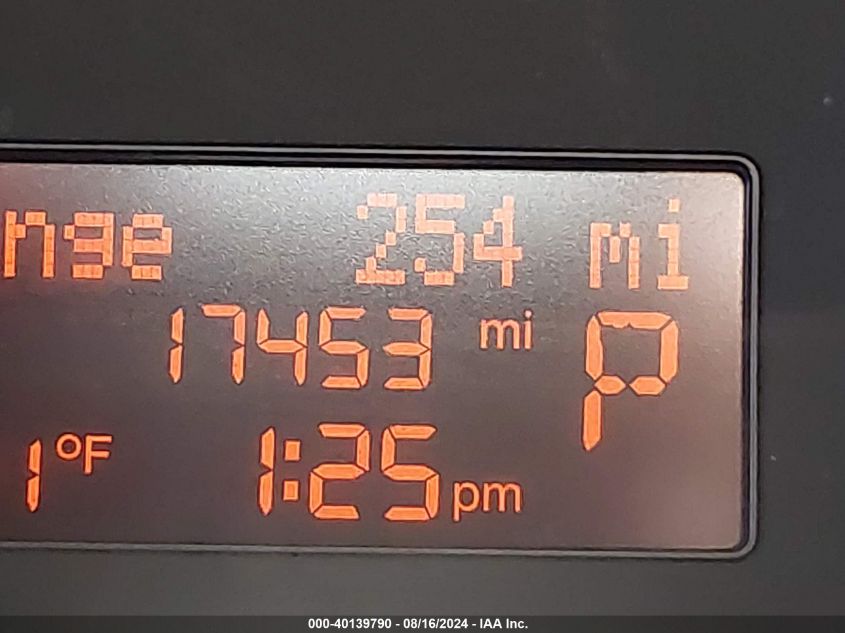 nge 254 mi
17453 mi P
1°F 1:25 pm
000-40139790 - 08/16/2024 - IAA Inc.